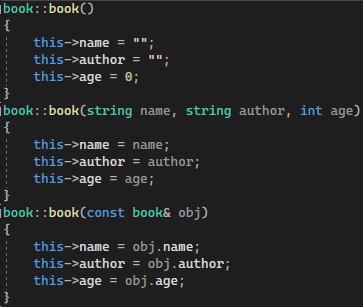 book::book()
{
    this->name = "";
    this->author = "";
    this->age = 0;
}
book::book(string name, string author, int age)
{
    this->name = name;
    this->author = author;
    this->age = age;
}
book::book(const book& obj)
{
    this->name = obj.name;
    this->author = obj.author;
    this->age = obj.age;
}